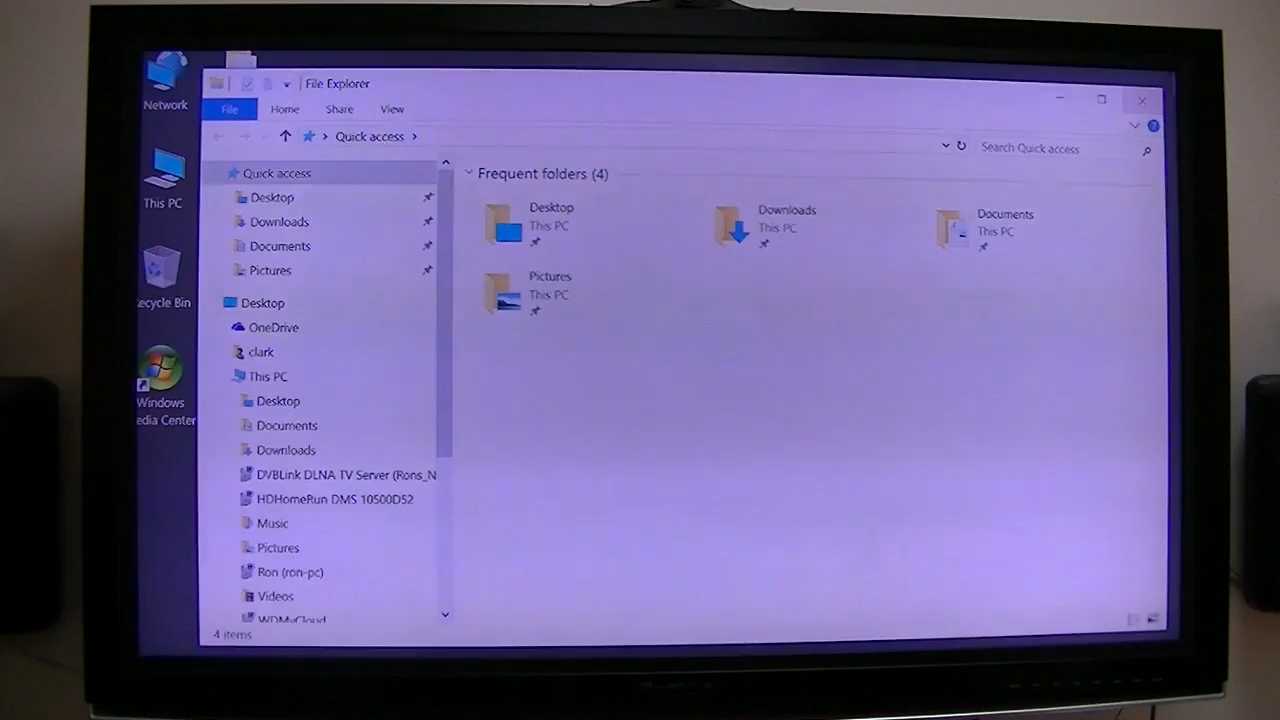 Network
This PC
ecycle Bin
Windows
edia Center
File Explorer
File Home Share View
Quick access
Search Quick access
Quick access
Desktop
Downloads
Documents
Pictures
Desktop
OneDrive
clark
This PC
Desktop
Documents
Downloads
DVBLink DLNA TV Server (Rons_N
HDHomeRun DMS 10500D52
Music
Pictures
Ron (ron-pc)
Videos
WDMyCloud
4 items
Frequent folders (4)
Desktop
This PC
Downloads
This PC
Documents
This PC
Pictures
This PC